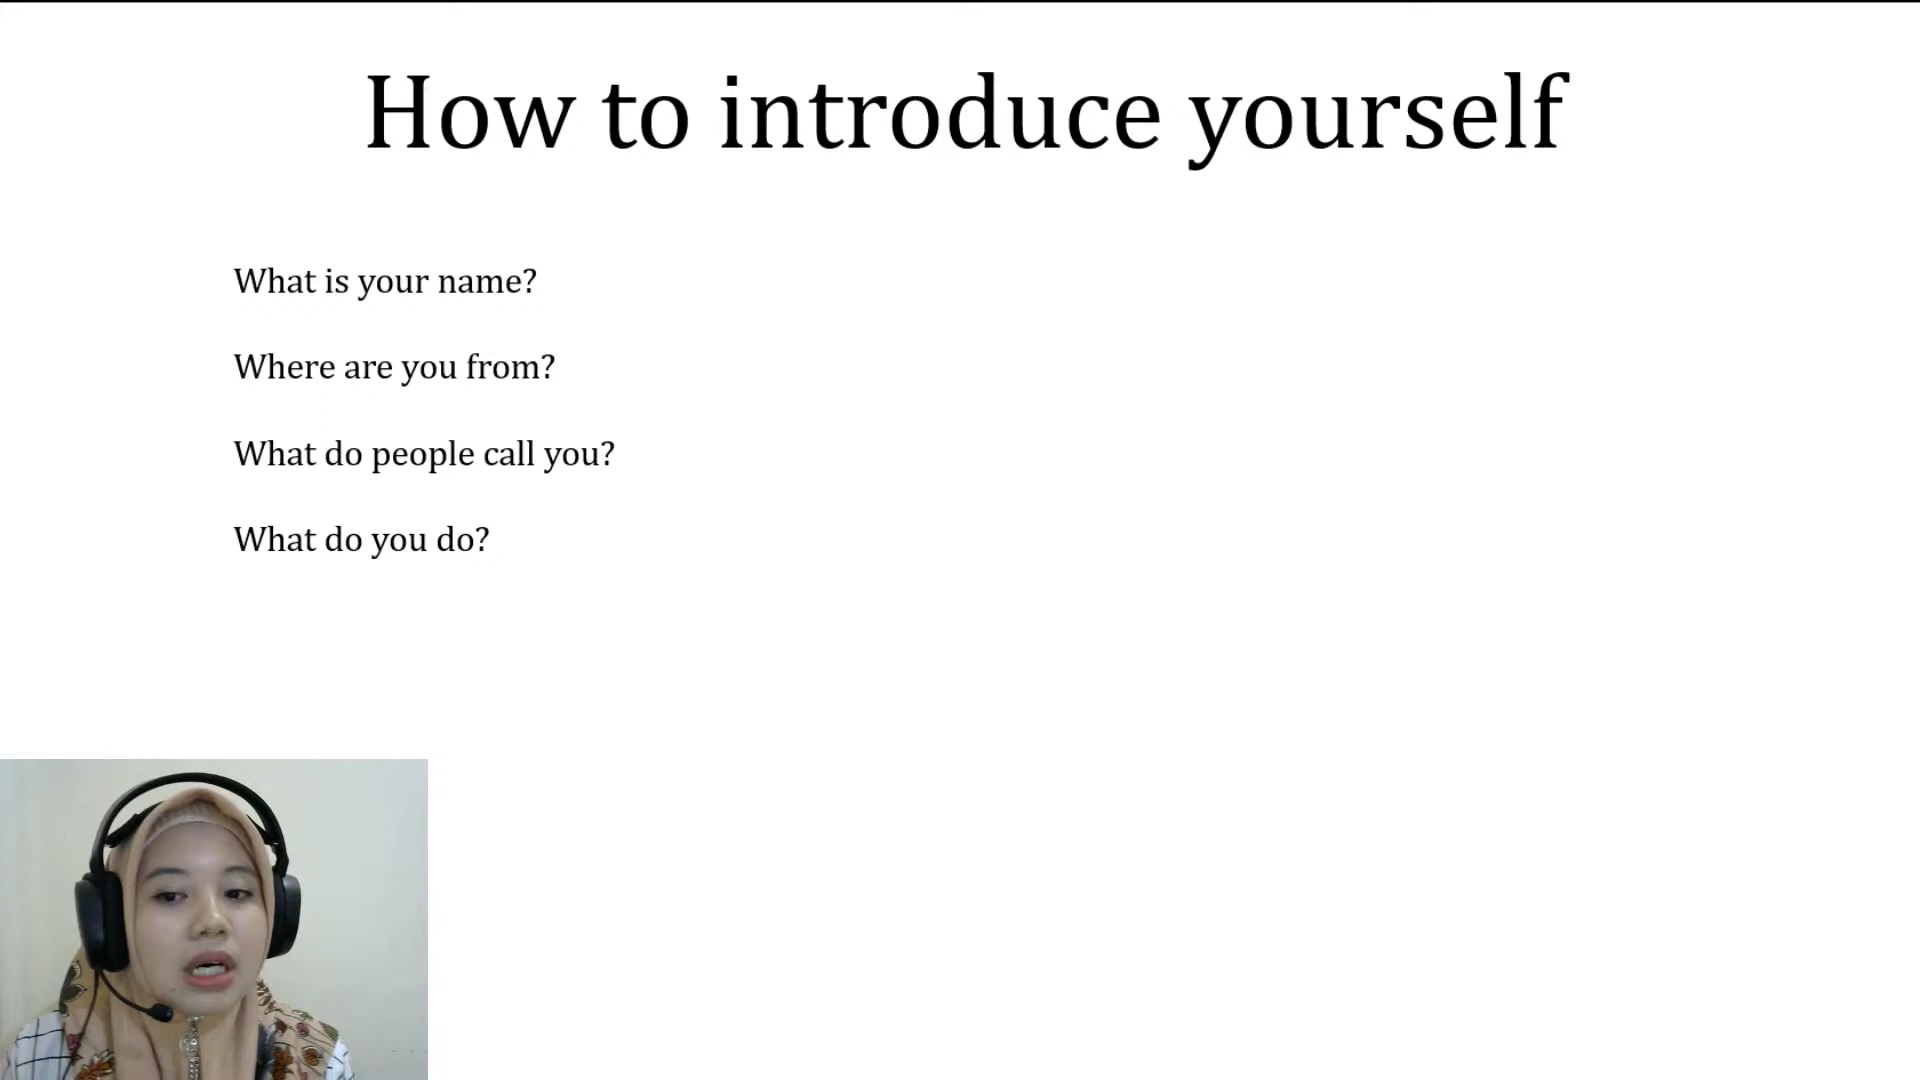 How to introduce yourself
What is your name?
Where are you from?
What do people call you?
What do you do?